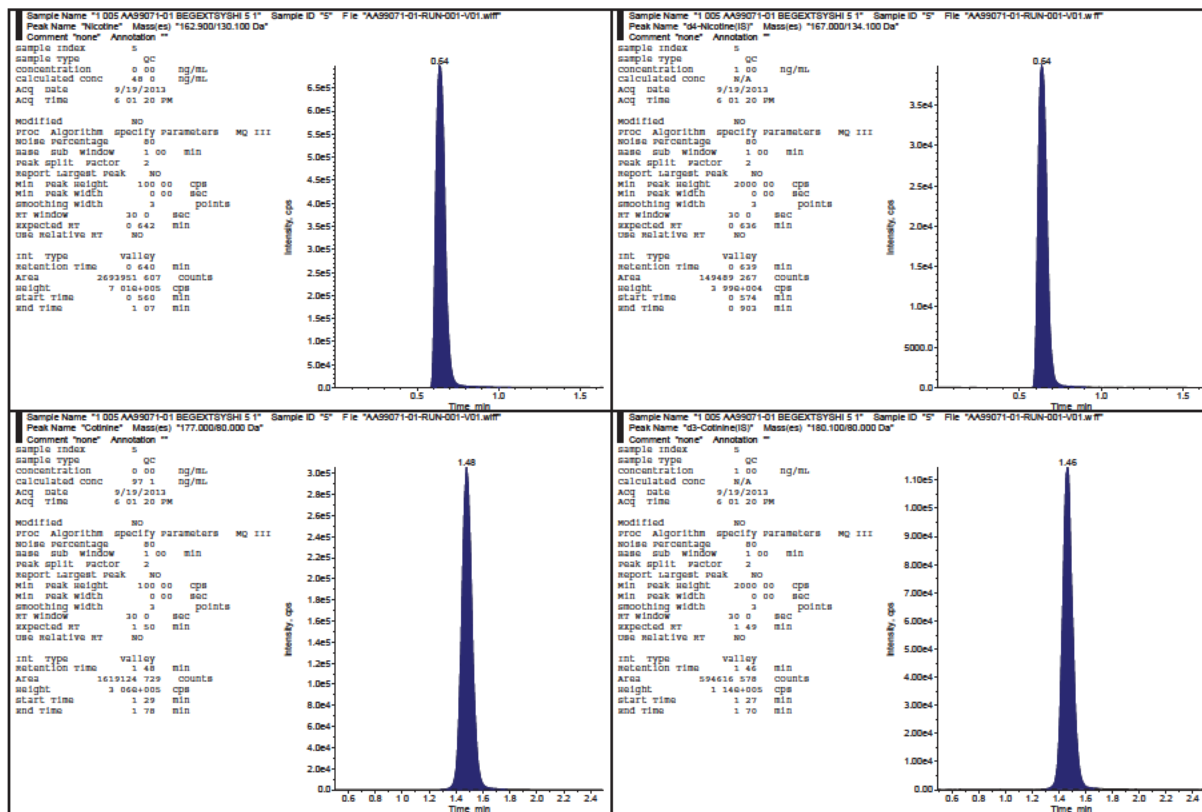 Sample Name "1 005 AA99071-01 BEGEXTSYSHI 5 1" Sample ID "5" File "AA99071-01-RUN-001-V01.wiff"
Peak Name "Nicotine" Mass(es) "162.900/130.100 Da"
Comment "none" Annotation ""
Sample Index 5
Sample Type QC
Concentration 0 00 ng/mL
Calculated Conc 48 0 ng/mL
Acq Date 9/19/2013
Acq Time 6 01 20 PM
Modified NO
Proc Algorithm Specify Parameters MQ III
Noise Percentage 80
Base Sub Window 1 00 min
Peak Split Factor 2
Report Largest Peak NO
Min Peak Height 100 00 cps
Min Peak Width 0 00 sec
Smoothing Width 3 points
RT Window 30 0 sec
Expected RT 0 642 min
Use Relative RT NO
Int Type Valley
Retention Time 0 640 min
Area 2693951 607 counts
Height 7 01e+005 cps
Start Time 0 560 min
End Time 1 07 min
0.64
6.5e5
6.0e5
5.5e5
5.0e5
4.5e5
4.0e5
3.5e5
3.0e5
2.5e5
2.0e5
1.5e5
1.0e5
5.0e4
0.0
Intensity, cps
0.5 1.0 1.5
Time, min
Sample Name "1 005 AA99071-01 BEGEXTSYSHI 5 1" Sample ID "5" File "AA99071-01-RUN-001-V01.wiff"
Peak Name "d4-Nicotine(IS)" Mass(es) "167.000/134.100 Da"
Comment "none" Annotation ""
Sample Index 5
Sample Type QC
Concentration 1 00 ng/mL
Calculated Conc N/A
Acq Date 9/19/2013
Acq Time 6 01 20 PM
Modified NO
Proc Algorithm Specify Parameters MQ III
Noise Percentage 80
Base Sub Window 1 00 min
Peak Split Factor 2
Report Largest Peak NO
Min Peak Height 2000 00 cps
Min Peak Width 0 00 sec
Smoothing Width 3 points
RT Window 30 0 sec
Expected RT 0 636 min
Use Relative RT NO
Int Type Valley
Retention Time 0 639 min
Area 149489 267 counts
Height 3 99e+004 cps
Start Time 0 574 min
End Time 0 903 min
0.64
3.5e4
3.0e4
2.5e4
2.0e4
1.5e4
1.0e4
5000.0
0.0
Intensity, cps
0.5 1.0 1.5
Time, min
Sample Name "1 005 AA99071-01 BEGEXTSYSHI 5 1" Sample ID "5" File "AA99071-01-RUN-001-V01.wiff"
Peak Name "Cotinine" Mass(es) "177.000/80.000 Da"
Comment "none" Annotation ""
Sample Index 5
Sample Type QC
Concentration 0 00 ng/mL
Calculated Conc 97 1 ng/mL
Acq Date 9/19/2013
Acq Time 6 01 20 PM
Modified NO
Proc Algorithm Specify Parameters MQ III
Noise Percentage 80
Base Sub Window 1 00 min
Peak Split Factor 2
Report Largest Peak NO
Min Peak Height 100 00 cps
Min Peak Width 0 00 sec
Smoothing Width 3 points
RT Window 30 0 sec
Expected RT 1 50 min
Use Relative RT NO
Int Type Valley
Retention Time 1 48 min
Area 1619124 729 counts
Height 3 06e+005 cps
Start Time 1 29 min
End Time 1 78 min
1.48
3.0e5
2.8e5
2.6e5
2.4e5
2.2e5
2.0e5
1.8e5
1.6e5
1.4e5
1.2e5
1.0e5
8.0e4
6.0e4
4.0e4
2.0e4
0.0
Intensity, cps
0.6 0.8 1.0 1.2 1.4 1.6 1.8 2.0 2.2 2.4
Time, min
Sample Name "1 005 AA99071-01 BEGEXTSYSHI 5 1" Sample ID "5" File "AA99071-01-RUN-001-V01.wiff"
Peak Name "d3-Cotinine(IS)" Mass(es) "180.100/80.000 Da"
Comment "none" Annotation ""
Sample Index 5
Sample Type QC
Concentration 1 00 ng/mL
Calculated Conc N/A
Acq Date 9/19/2013
Acq Time 6 01 20 PM
Modified NO
Proc Algorithm Specify Parameters MQ III
Noise Percentage 80
Base Sub Window 1 00 min
Peak Split Factor 2
Report Largest Peak NO
Min Peak Height 2000 00 cps
Min Peak Width 0 00 sec
Smoothing Width 3 points
RT Window 30 0 sec
Expected RT 1 49 min
Use Relative RT NO
Int Type Valley
Retention Time 1 46 min
Area 594616 578 counts
Height 1 14e+005 cps
Start Time 1 27 min
End Time 1 70 min
1.46
1.10e5
1.00e5
9.00e4
8.00e4
7.00e4
6.00e4
5.00e4
4.00e4
3.00e4
2.00e4
1.00e4
0.00
Intensity, cps
0.6 0.8 1.0 1.2 1.4 1.6 1.8 2.0 2.2 2.4
Time, min